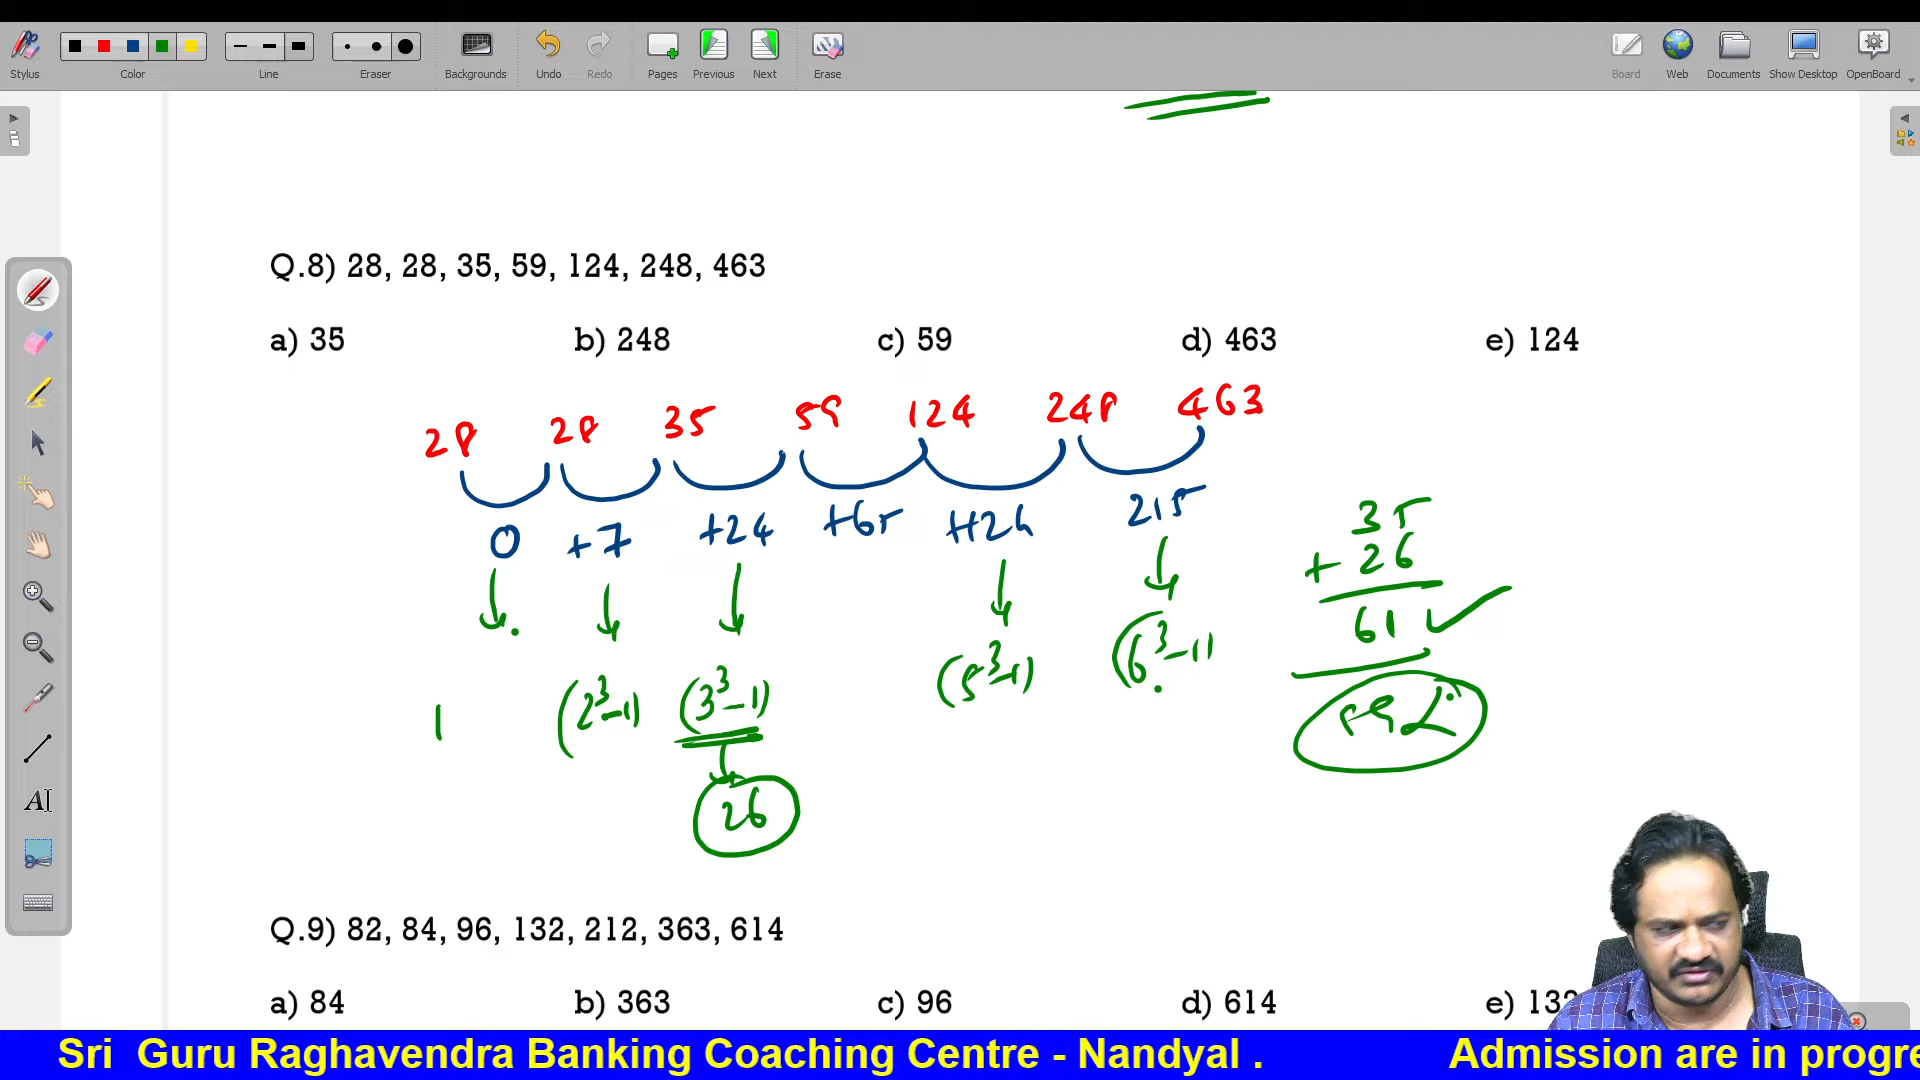 Stylus Color Line Eraser Backgrounds Undo Redo Pages Previous Next Erase Board Web Documents Show Desktop OpenBoard
Q.8) 28, 28, 35, 59, 124, 248, 463
a) 35 b) 248 c) 59 d) 463 e) 124
28 28 35 59 124 248 463
0 +7 +24 +65 +124 215
35
+ 26
61
(2³-1) (3³-1) (5³-1) (6³-1)
1
59
26
Q.9) 82, 84, 96, 132, 212, 363, 614
a) 84 b) 363 c) 96 d) 614 e) 132
Sri Guru Raghavendra Banking Coaching Centre - Nandyal . Admission are in progre